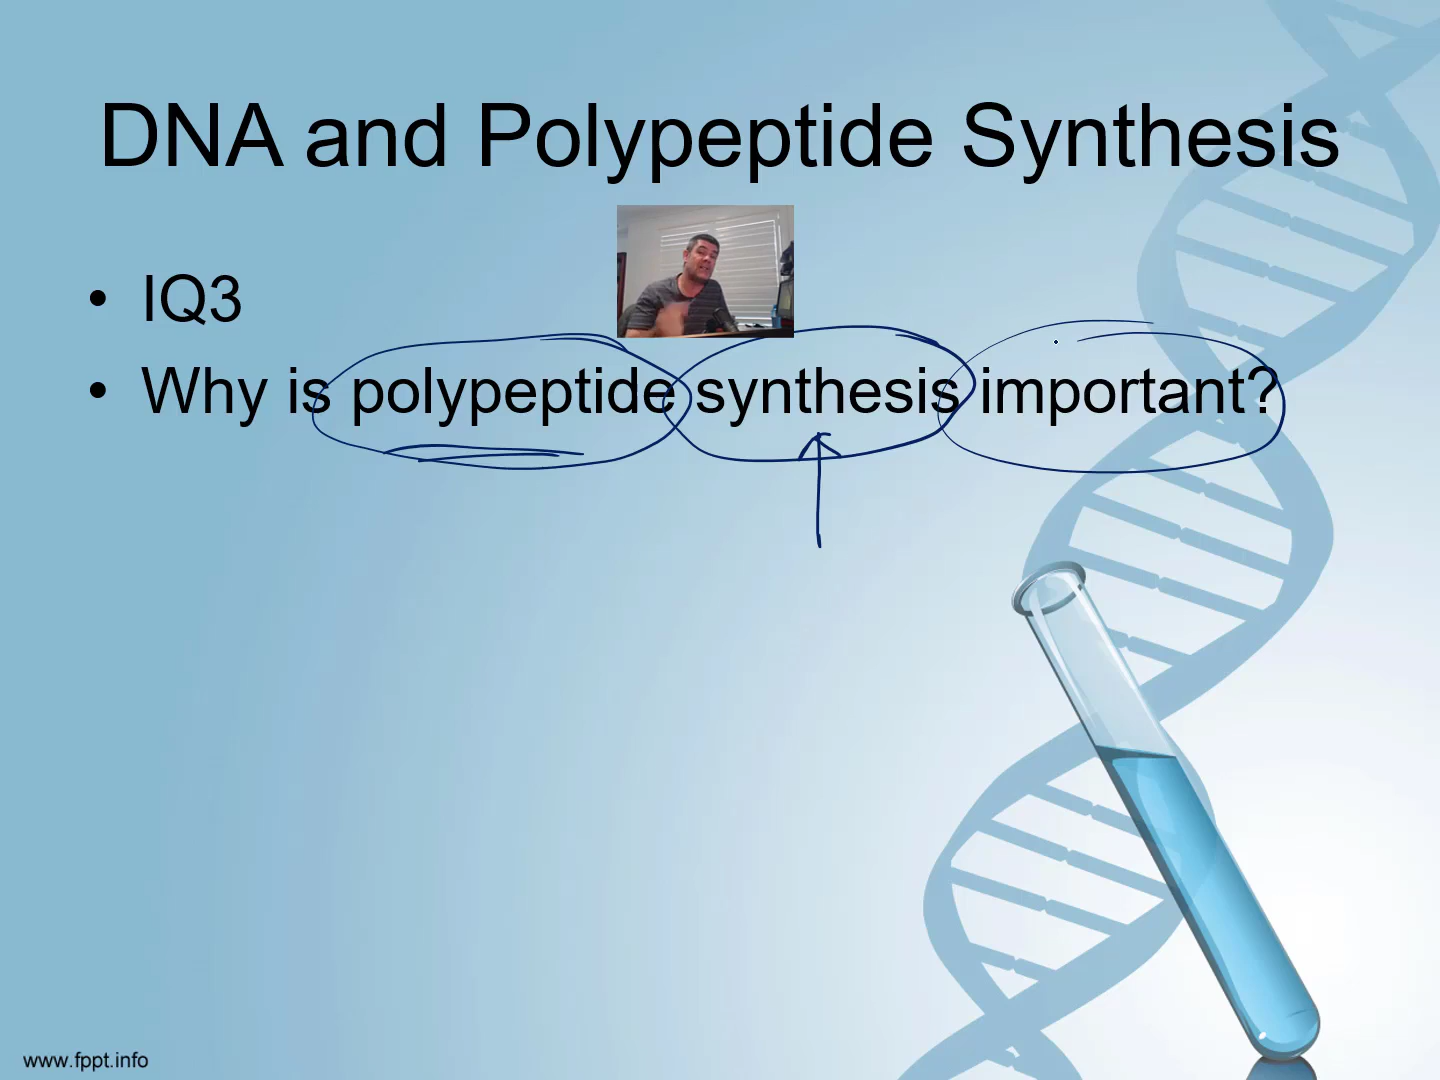 DNA and Polypeptide Synthesis
• IQ3
• Why is polypeptide synthesis important?
www.fppt.info